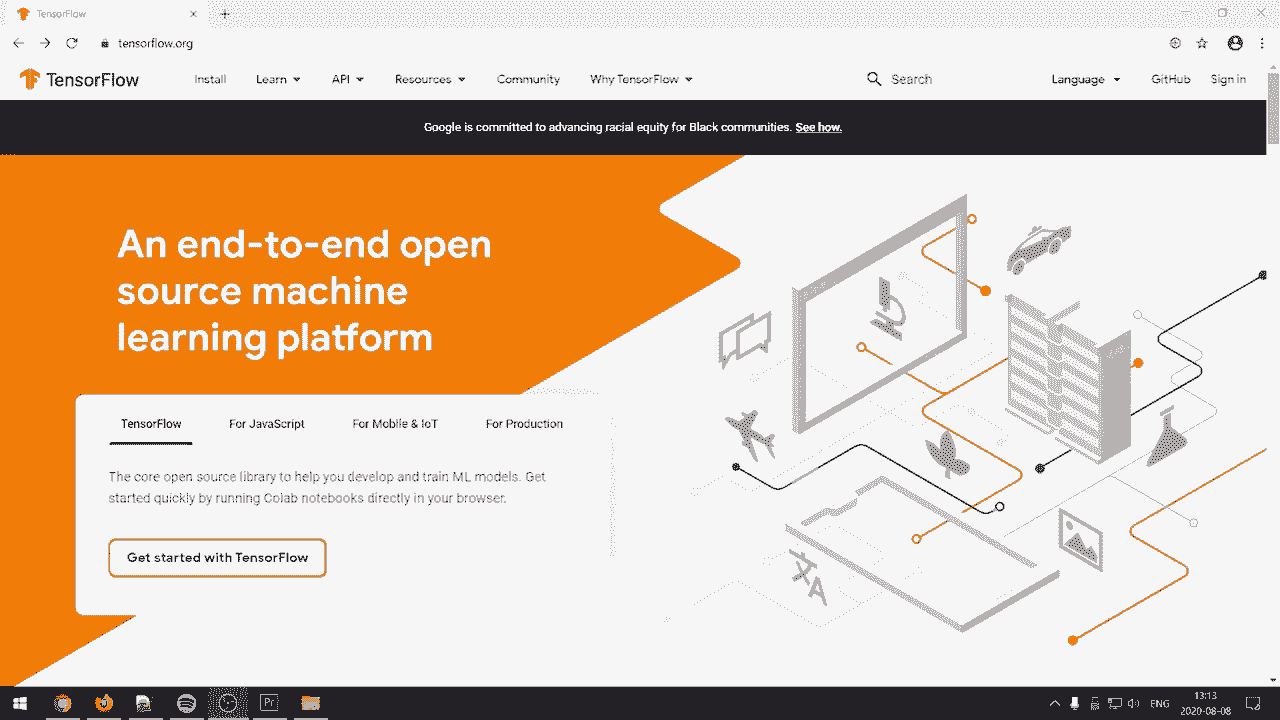 TensorFlow
tensorflow.org
TensorFlow
Install
Learn
API
Resources
Community
Why TensorFlow
Search
Language
GitHub
Sign in
Google is committed to advancing racial equity for Black communities. See how.
An end-to-end open
source machine
learning platform
TensorFlow
For JavaScript
For Mobile & IoT
For Production
The core open source library to help you develop and train ML models. Get
started quickly by running Colab notebooks directly in your browser.
Get started with TensorFlow
文A
Pr
ENG
13:13
2020-08-08